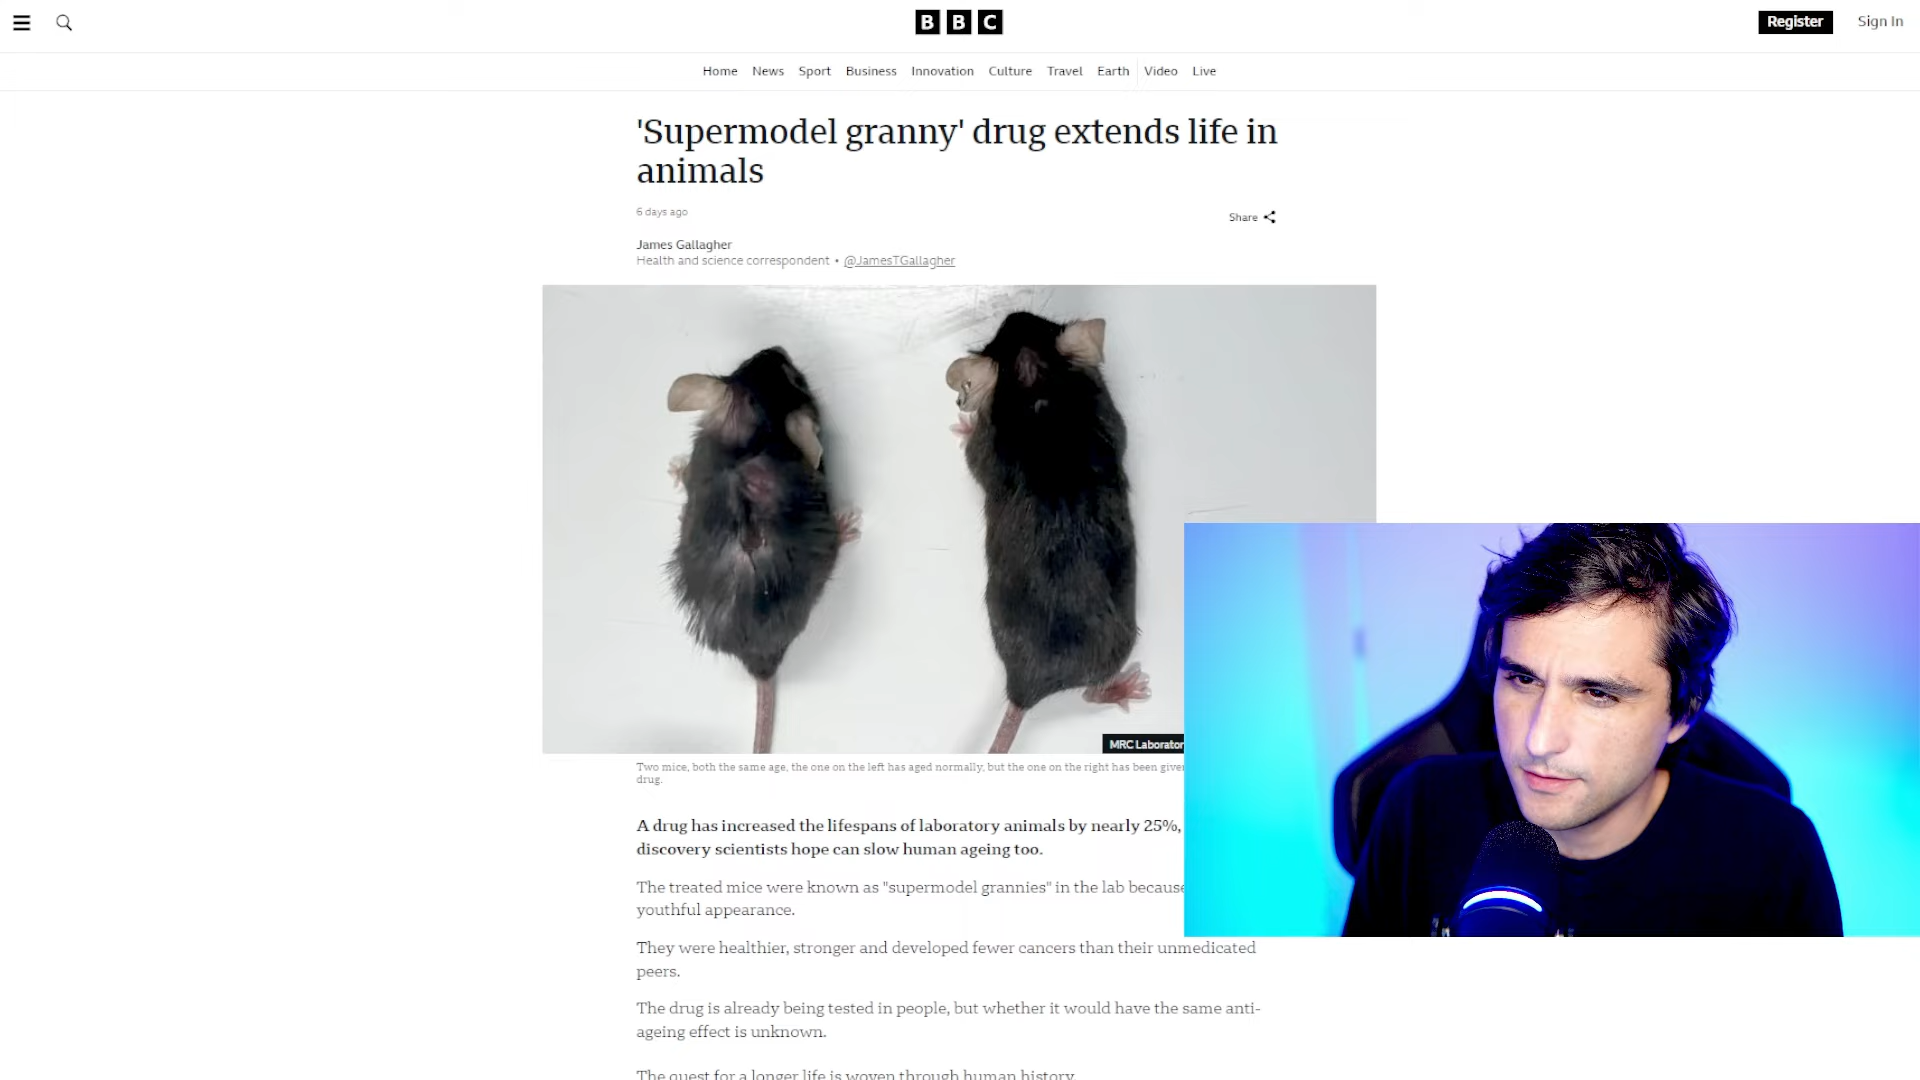 BBC
Register
Sign In
Home News Sport Business Innovation Culture Travel Earth Video Live
'Supermodel granny' drug extends life in
animals
6 days ago
Share
James Gallagher
Health and science correspondent • @JamesTGallagher
MRC Laborator
Two mice, both the same age, the one on the left has aged normally, but the one on the right has been given
drug.
A drug has increased the lifespans of laboratory animals by nearly 25%,
discovery scientists hope can slow human ageing too.
The treated mice were known as "supermodel grannies" in the lab because
youthful appearance.
They were healthier, stronger and developed fewer cancers than their unmedicated
peers.
The drug is already being tested in people, but whether it would have the same anti-
ageing effect is unknown.
The quest for a longer life is woven through human history.